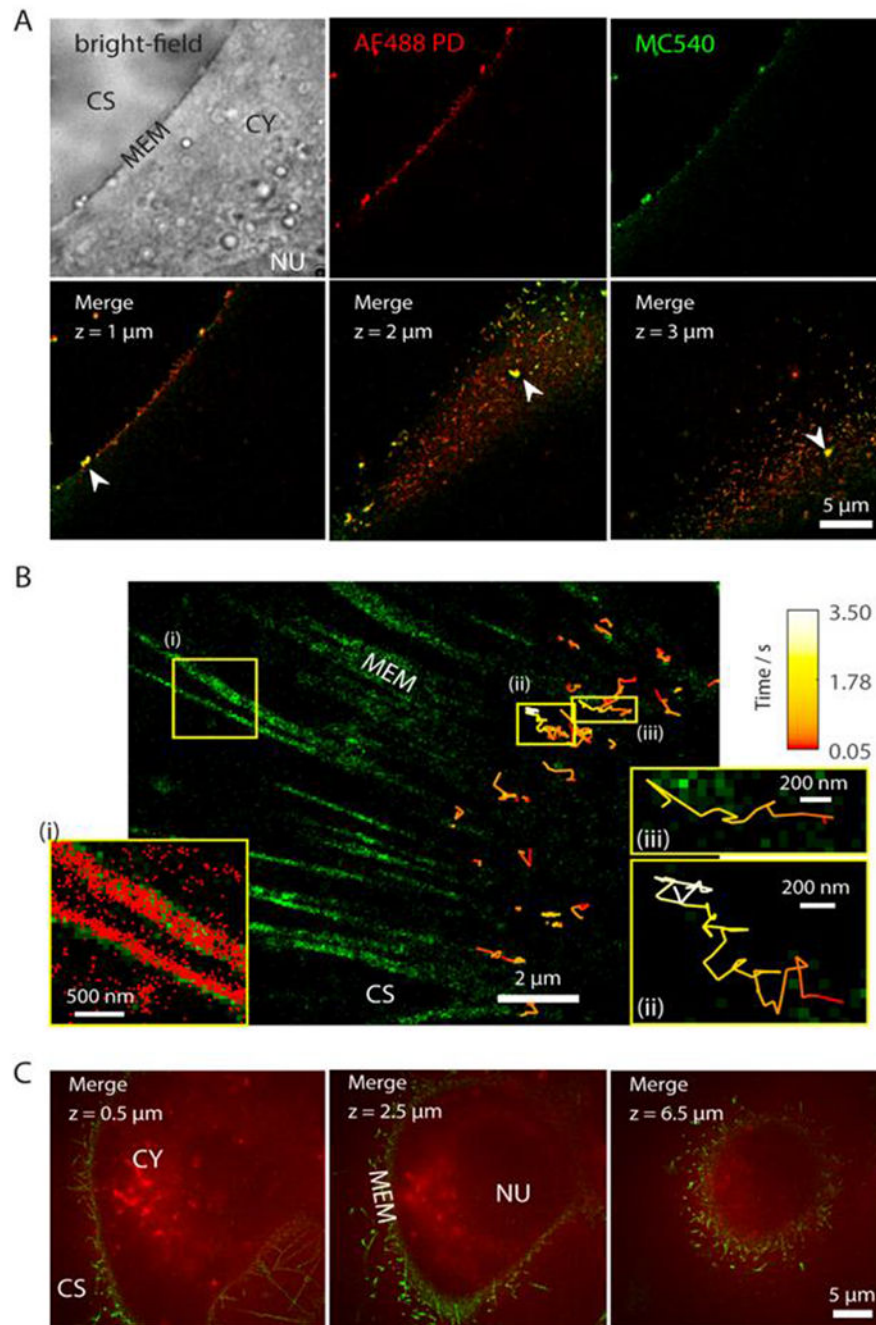 A
bright-field
CS
MEM
CY
NU
AF488 PD
MC540
Merge
z = 1 μm
Merge
z = 2 μm
Merge
z = 3 μm
5 μm
B
(i)
MEM
(ii)
(iii)
CS
2 μm
Time / s
3.50
1.78
0.05
200 nm
(iii)
200 nm
(ii)
(i)
500 nm
C
Merge
z = 0.5 μm
CY
CS
Merge
z = 2.5 μm
MEM
NU
Merge
z = 6.5 μm
5 μm